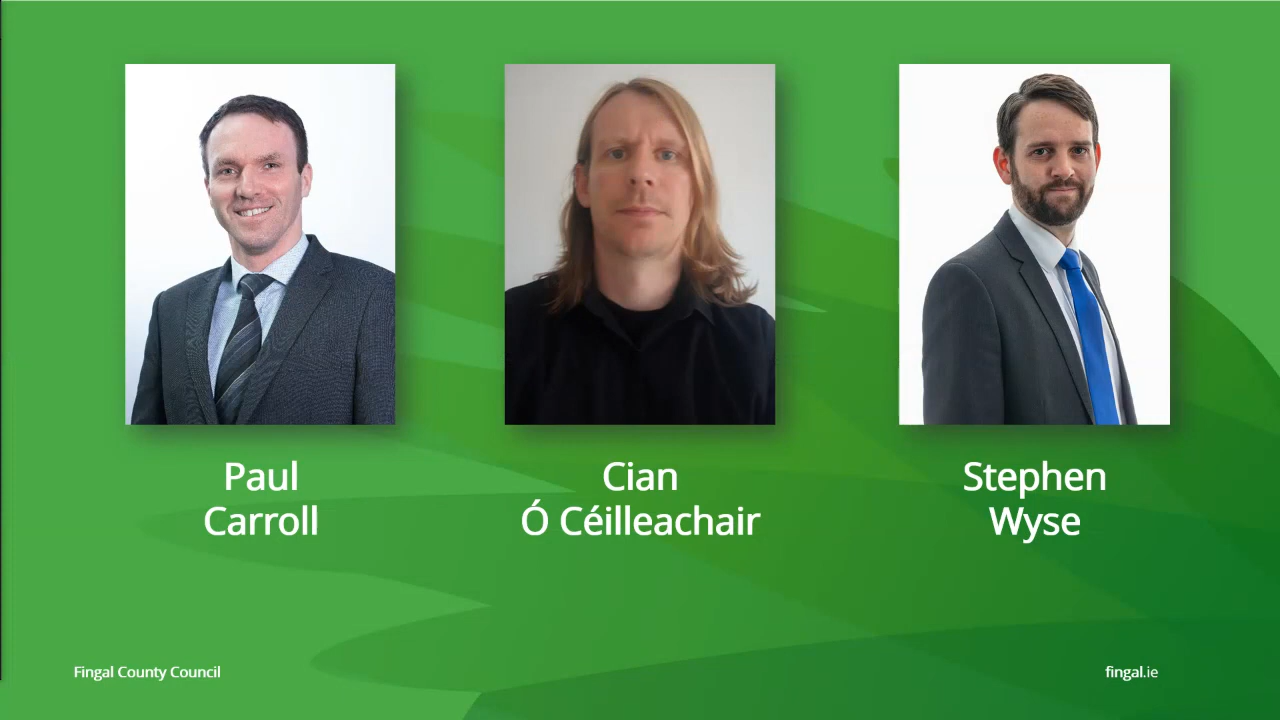 Paul
Carroll
Cian
Ó Céilleachair
Stephen
Wyse
Fingal County Council
fingal.ie